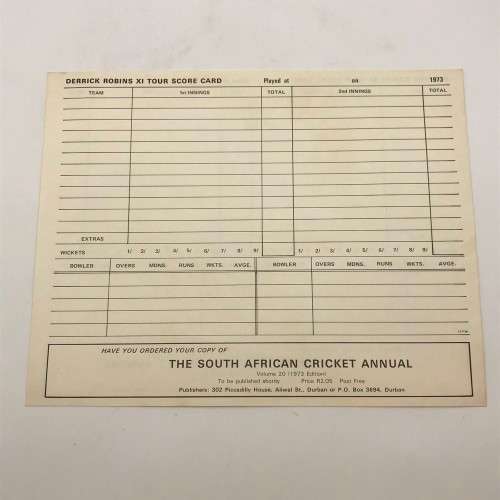 DERRICK ROBINS XI TOUR SCORE CARD Played at on 1973
TEAM 1st INNINGS TOTAL 2nd INNINGS TOTAL
EXTRAS
WICKETS 1/ 2/ 3/ 4/ 5/ 6/ 7/ 8/ 9/ 1/ 2/ 3/ 4/ 5/ 6/ 7/ 8/ 9/
BOWLER OVERS MDNS. RUNS WKTS. AVGE. BOWLER OVERS MDNS. RUNS WKTS. AVGE.
HAVE YOU ORDERED YOUR COPY OF
THE SOUTH AFRICAN CRICKET ANNUAL
Volume 20 (1973 Edition)
To be published shortly Price R2.05 Post Free
Publishers: 302 Piccadilly House, Aliwal St., Durban or P.O. Box 3694, Durban.